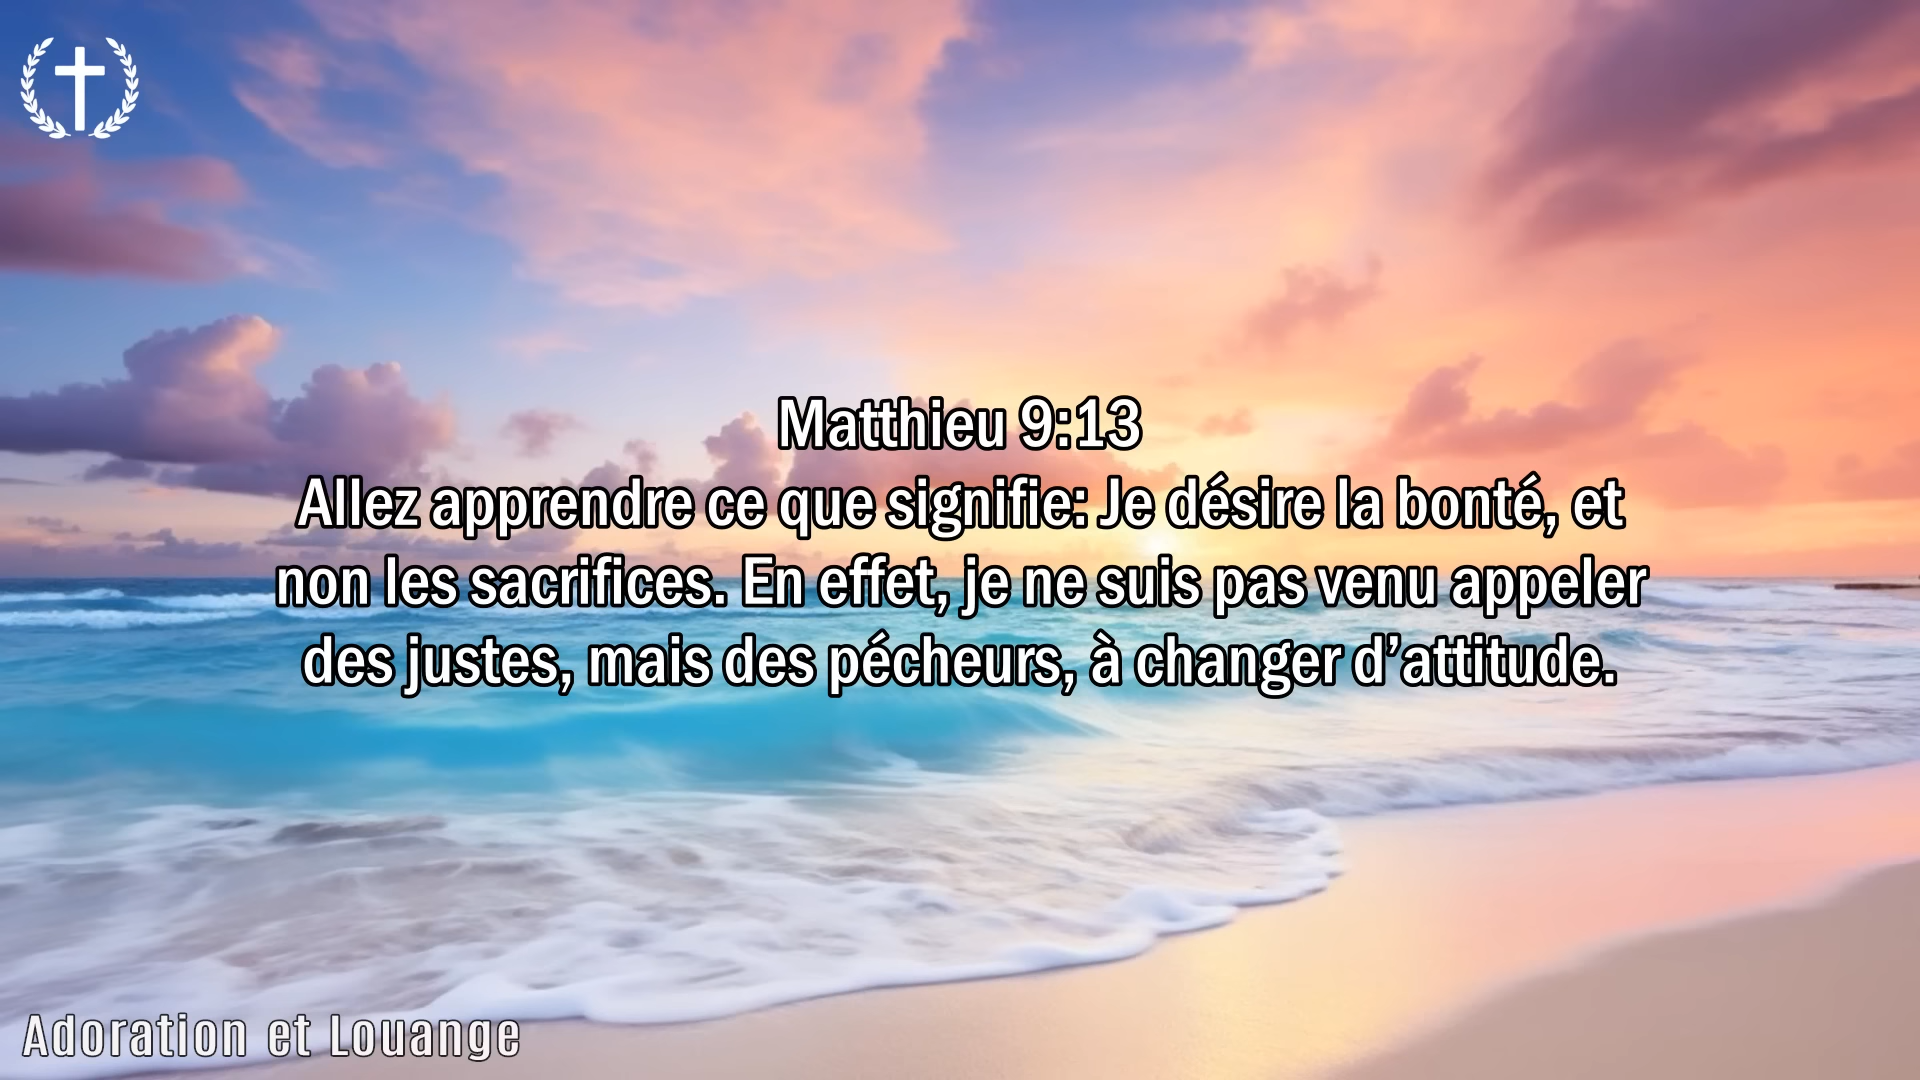 Matthieu 9:13
Allez apprendre ce que signifie: Je désire la bonté, et
non les sacrifices. En effet, je ne suis pas venu appeler
des justes, mais des pécheurs, à changer d’attitude.
Adoration et Louange